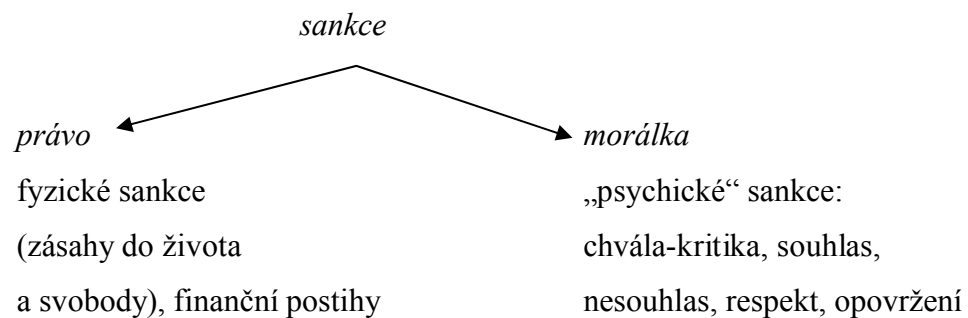 sankce
právo
fyzické sankce
(zásahy do života
a svobody), finanční postihy
morálka
„psychické“ sankce:
chvála-kritika, souhlas,
nesouhlas, respekt, opovržení